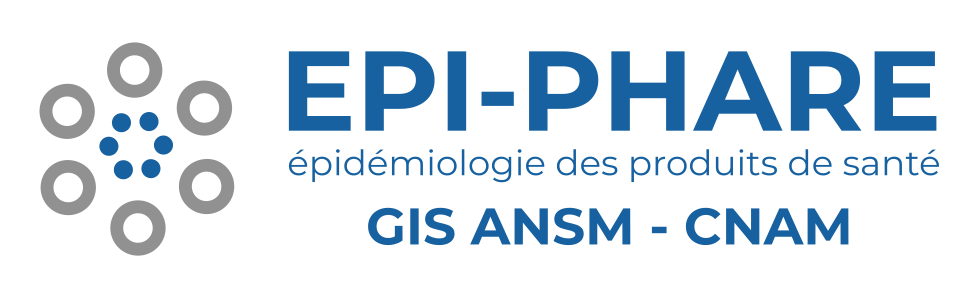 EPI-PHARE
épidémiologie des produits de santé
GIS ANSM - CNAM